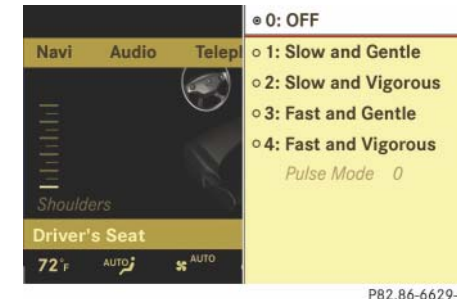 Navi Audio Telepl
Shoulders
Driver's Seat
72°F AUTO AUTO
0: OFF
1: Slow and Gentle
2: Slow and Vigorous
3: Fast and Gentle
4: Fast and Vigorous
Pulse Mode 0
P82.86-6629-